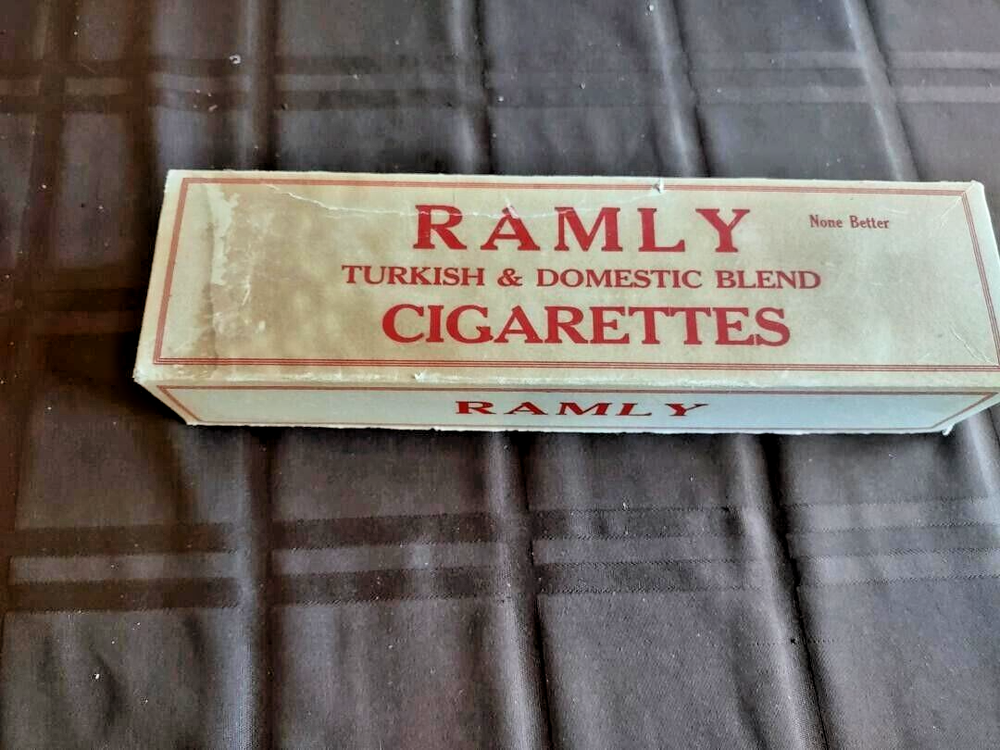 RAMLY
None Better
TURKISH & DOMESTIC BLEND
CIGARETTES
RAMLY